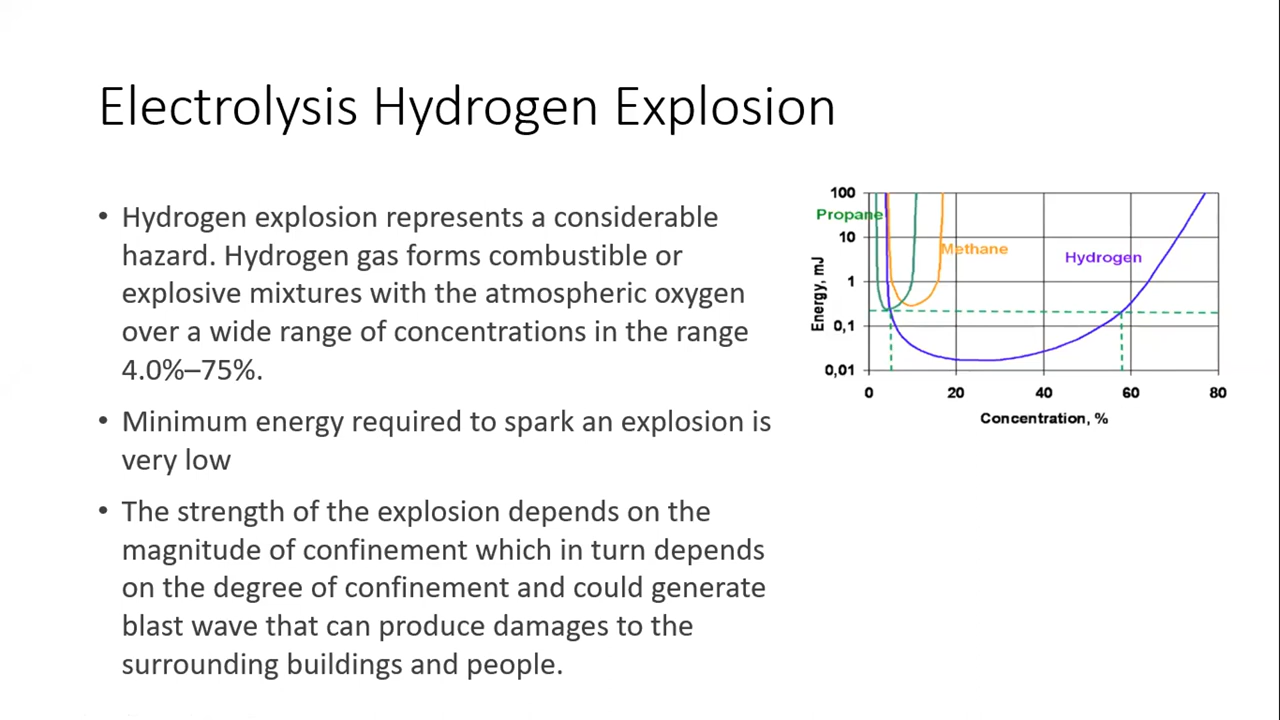 Electrolysis Hydrogen Explosion
• Hydrogen explosion represents a considerable
hazard. Hydrogen gas forms combustible or
explosive mixtures with the atmospheric oxygen
over a wide range of concentrations in the range
4.0%–75%.
• Minimum energy required to spark an explosion is
very low
• The strength of the explosion depends on the
magnitude of confinement which in turn depends
on the degree of confinement and could generate
blast wave that can produce damages to the
surrounding buildings and people.
100
Propane
10
Methane
Hydrogen
Energy, mJ
1
0,1
0,01
0 20 40 60 80
Concentration, %